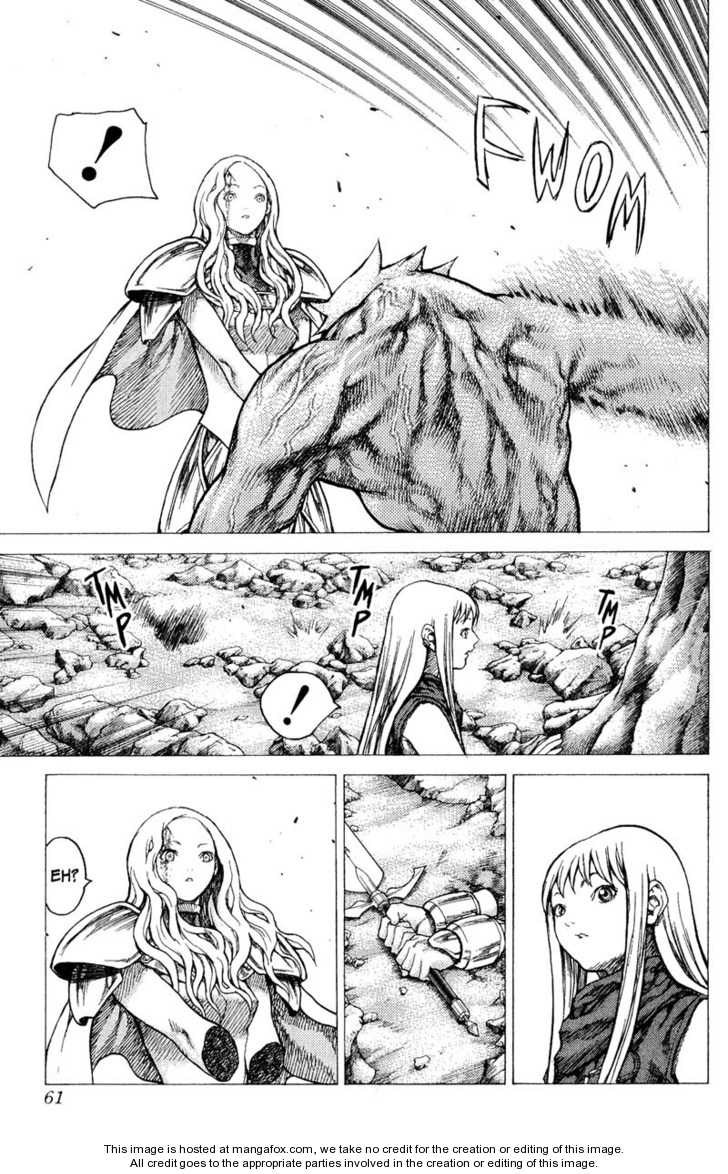 !
FWOM
TMP
TMP
TMP
!
EH?
61
This image is hosted at mangafox.com, we take no credit for the creation or editing of this image.
All credit goes to the appropriate parties involved in the creation or editing of this image.